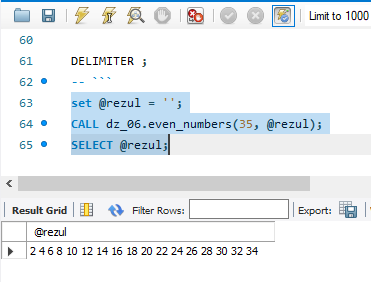 Limit to 1000
60
61 DELIMITER ;
62 -- ```
63 set @rezul = '';
64 CALL dz_06.even_numbers(35, @rezul);
65 SELECT @rezul;
Result Grid Filter Rows: Export:
@rezul
2 4 6 8 10 12 14 16 18 20 22 24 26 28 30 32 34